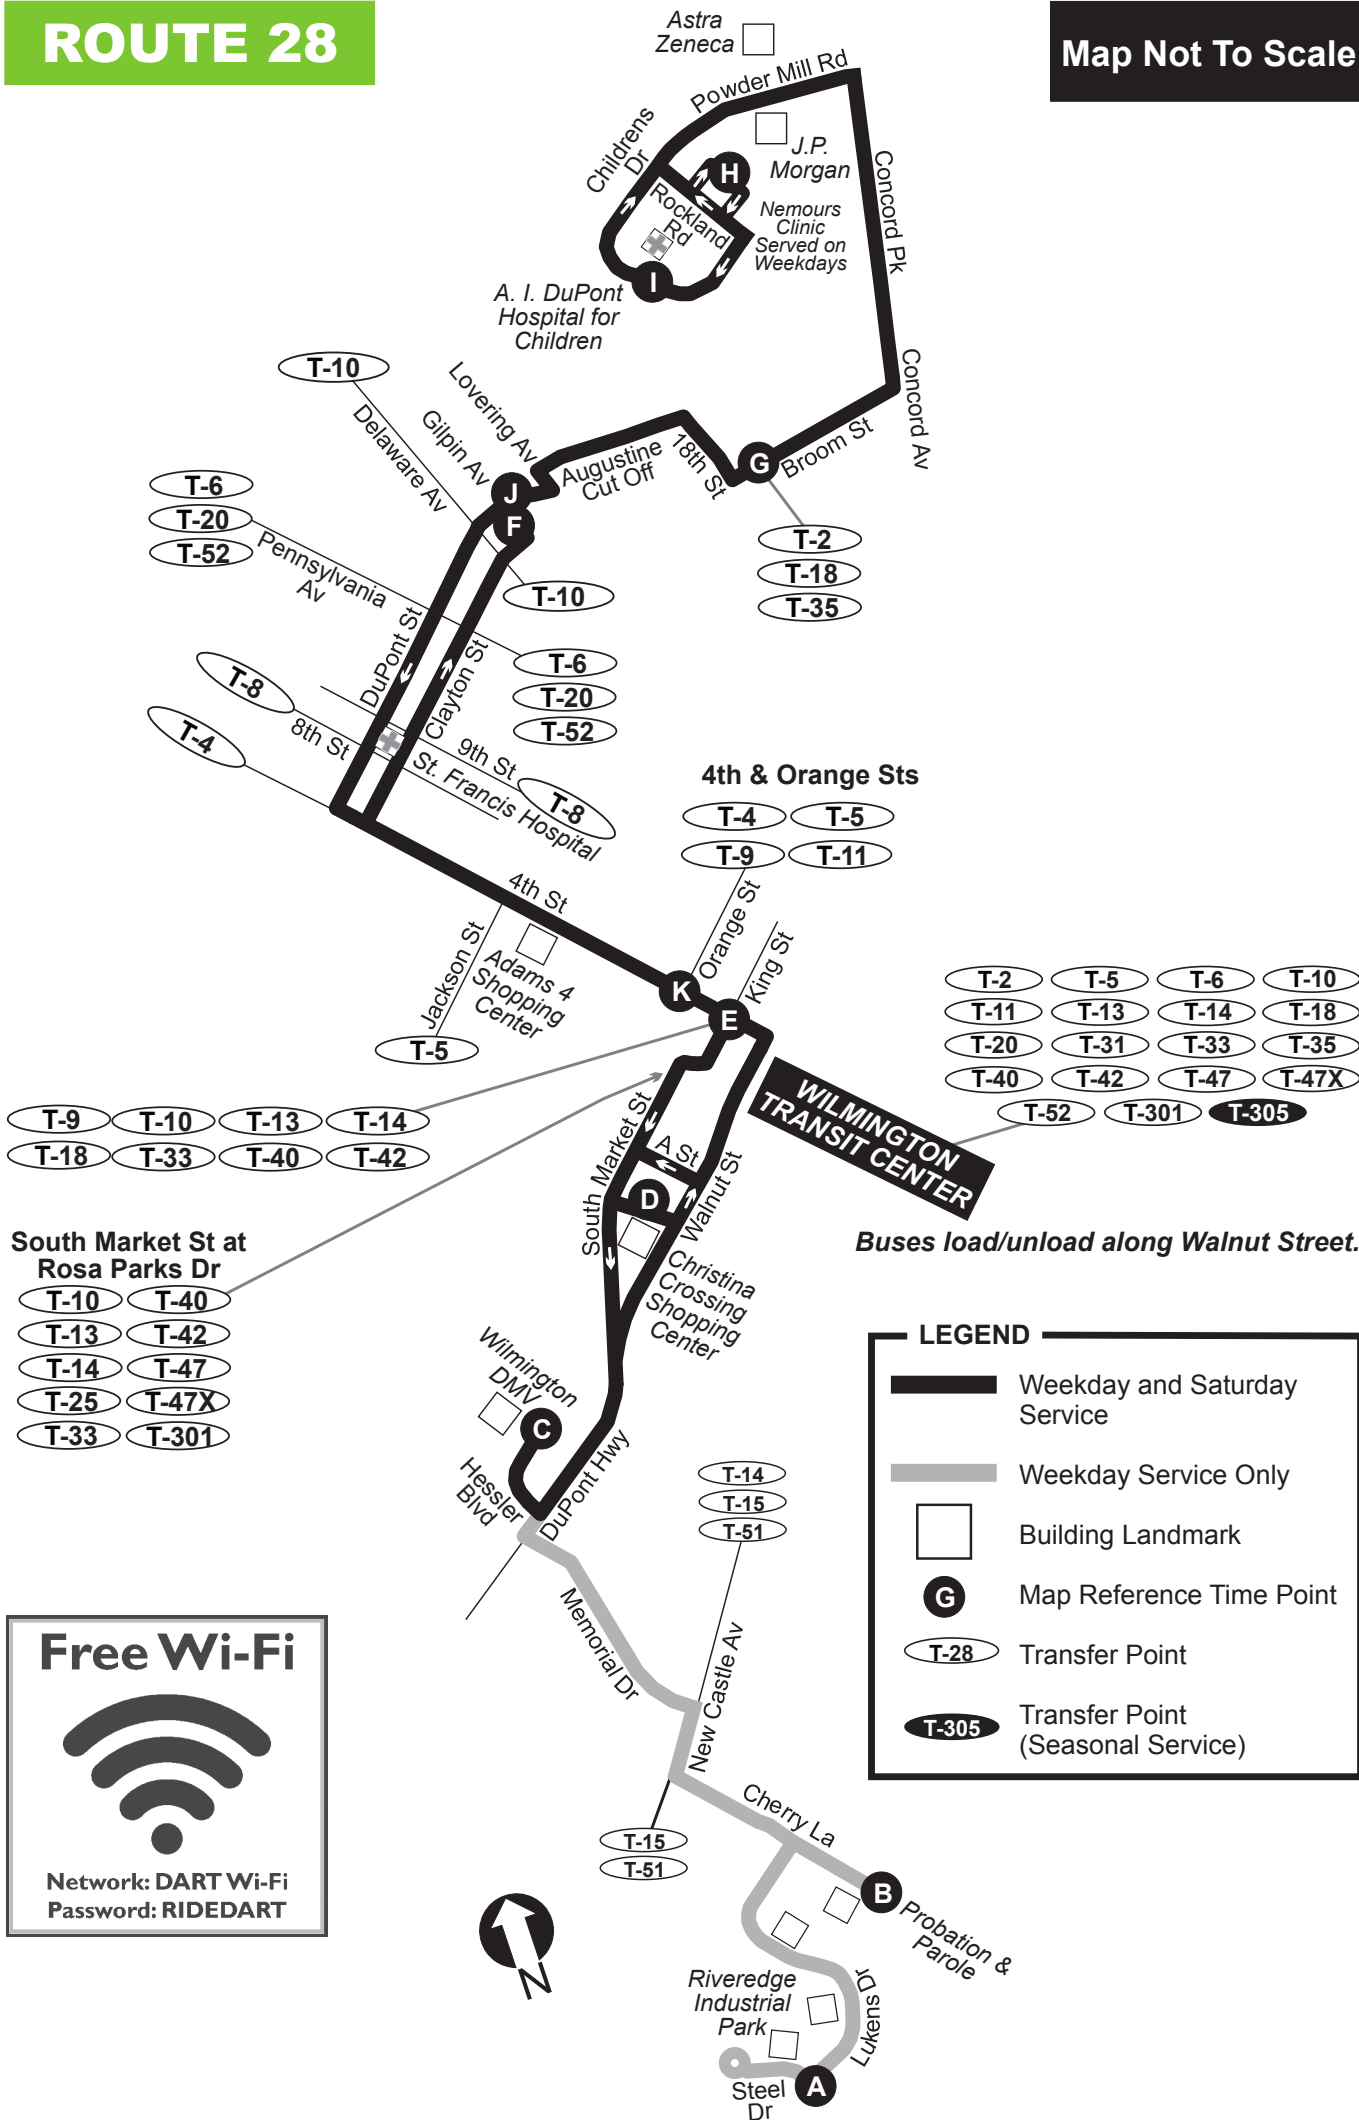 ROUTE 28
Map Not To Scale
Astra
Zeneca
Powder Mill Rd
Childrens
Dr
J.P.
Morgan
H
Rockland
Rd
Nemours
Clinic
Served on
Weekdays
Concord Pk
I
A. I. DuPont
Hospital for
Children
Concord Av
T-10
Lovering Av
Gilpin Av
Delaware Av
Augustine
Cut Off
18th St
G
Broom St
J
F
T-6
T-20
T-52
Pennsylvania
Av
T-2
T-18
T-35
T-10
DuPont St
Clayton St
T-6
T-20
T-52
T-8
T-4
8th St
9th St
St. Francis Hospital
T-8
4th & Orange Sts
T-4
T-5
T-9
T-11
4th St
Jackson St
Adams 4
Shopping
Center
T-5
Orange St
King St
K
E
T-2
T-5
T-6
T-10
T-11
T-13
T-14
T-18
T-20
T-31
T-33
T-35
T-40
T-42
T-47
T-47X
T-52
T-301
T-305
WILMINGTON
TRANSIT CENTER
Buses load/unload along Walnut Street.
T-9
T-10
T-13
T-14
T-18
T-33
T-40
T-42
South Market St
A St
Walnut St
D
Christina
Crossing
Shopping
Center
South Market St at
Rosa Parks Dr
T-10
T-40
T-13
T-42
T-14
T-47
T-25
T-47X
T-33
T-301
Wilmington
DMV
C
Hessler
Blvd
DuPont Hwy
LEGEND
Weekday and Saturday
Service
Weekday Service Only
Building Landmark
G
Map Reference Time Point
T-28
Transfer Point
T-305
Transfer Point
(Seasonal Service)
T-14
T-15
T-51
Memorial Dr
New Castle Av
Cherry La
T-15
T-51
B
Probation &
Parole
Riveredge
Industrial
Park
Lukens Dr
Steel
Dr
A
N
Free Wi-Fi
Network: DART Wi-Fi
Password: RIDEDART